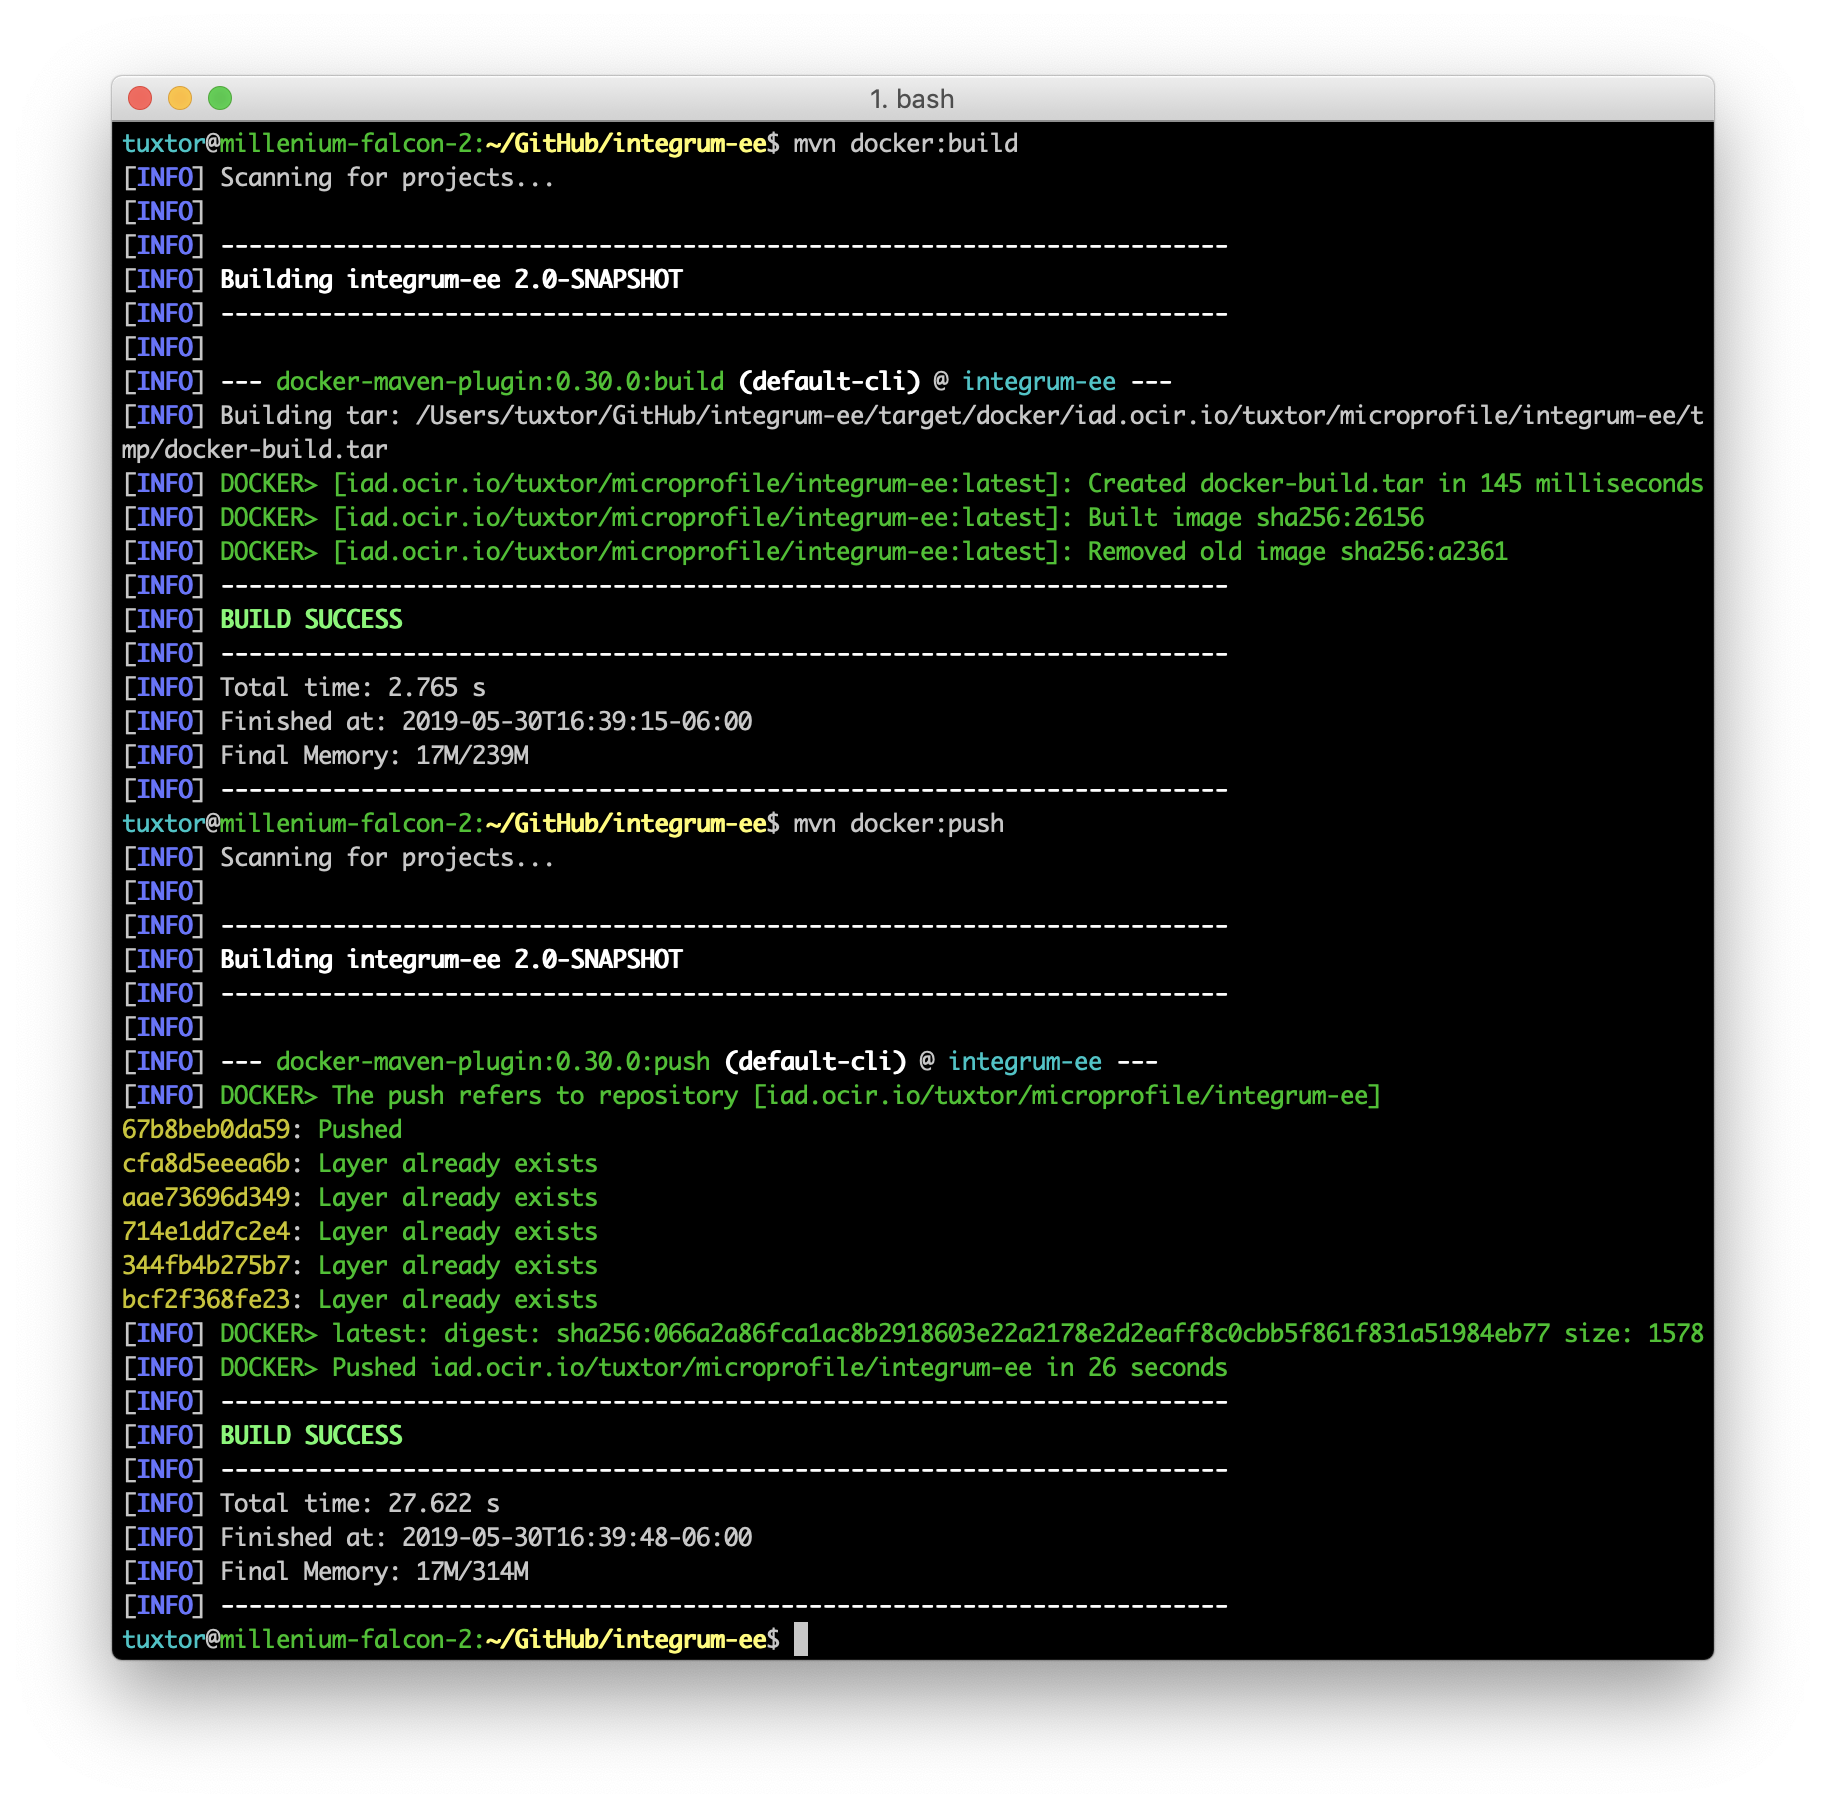 1. bash
tuxtor@millenium-falcon-2:~/GitHub/integrum-ee$ mvn docker:build
[INFO] Scanning for projects...
[INFO]
[INFO] ------------------------------------------------------------------------
[INFO] Building integrum-ee 2.0-SNAPSHOT
[INFO] ------------------------------------------------------------------------
[INFO]
[INFO] --- docker-maven-plugin:0.30.0:build (default-cli) @ integrum-ee ---
[INFO] Building tar: /Users/tuxtor/GitHub/integrum-ee/target/docker/iad.ocir.io/tuxtor/microprofile/integrum-ee/t
mp/docker-build.tar
[INFO] DOCKER> [iad.ocir.io/tuxtor/microprofile/integrum-ee:latest]: Created docker-build.tar in 145 milliseconds
[INFO] DOCKER> [iad.ocir.io/tuxtor/microprofile/integrum-ee:latest]: Built image sha256:26156
[INFO] DOCKER> [iad.ocir.io/tuxtor/microprofile/integrum-ee:latest]: Removed old image sha256:a2361
[INFO] ------------------------------------------------------------------------
[INFO] BUILD SUCCESS
[INFO] ------------------------------------------------------------------------
[INFO] Total time: 2.765 s
[INFO] Finished at: 2019-05-30T16:39:15-06:00
[INFO] Final Memory: 17M/239M
[INFO] ------------------------------------------------------------------------
tuxtor@millenium-falcon-2:~/GitHub/integrum-ee$ mvn docker:push
[INFO] Scanning for projects...
[INFO]
[INFO] ------------------------------------------------------------------------
[INFO] Building integrum-ee 2.0-SNAPSHOT
[INFO] ------------------------------------------------------------------------
[INFO]
[INFO] --- docker-maven-plugin:0.30.0:push (default-cli) @ integrum-ee ---
[INFO] DOCKER> The push refers to repository [iad.ocir.io/tuxtor/microprofile/integrum-ee]
67b8beb0da59: Pushed
cfa8d5eeea6b: Layer already exists
aae73696d349: Layer already exists
714e1dd7c2e4: Layer already exists
344fb4b275b7: Layer already exists
bcf2f368fe23: Layer already exists
[INFO] DOCKER> latest: digest: sha256:066a2a86fca1ac8b2918603e22a2178e2d2eaff8c0cbb5f861f831a51984eb77 size: 1578
[INFO] DOCKER> Pushed iad.ocir.io/tuxtor/microprofile/integrum-ee in 26 seconds
[INFO] ------------------------------------------------------------------------
[INFO] BUILD SUCCESS
[INFO] ------------------------------------------------------------------------
[INFO] Total time: 27.622 s
[INFO] Finished at: 2019-05-30T16:39:48-06:00
[INFO] Final Memory: 17M/314M
[INFO] ------------------------------------------------------------------------
tuxtor@millenium-falcon-2:~/GitHub/integrum-ee$